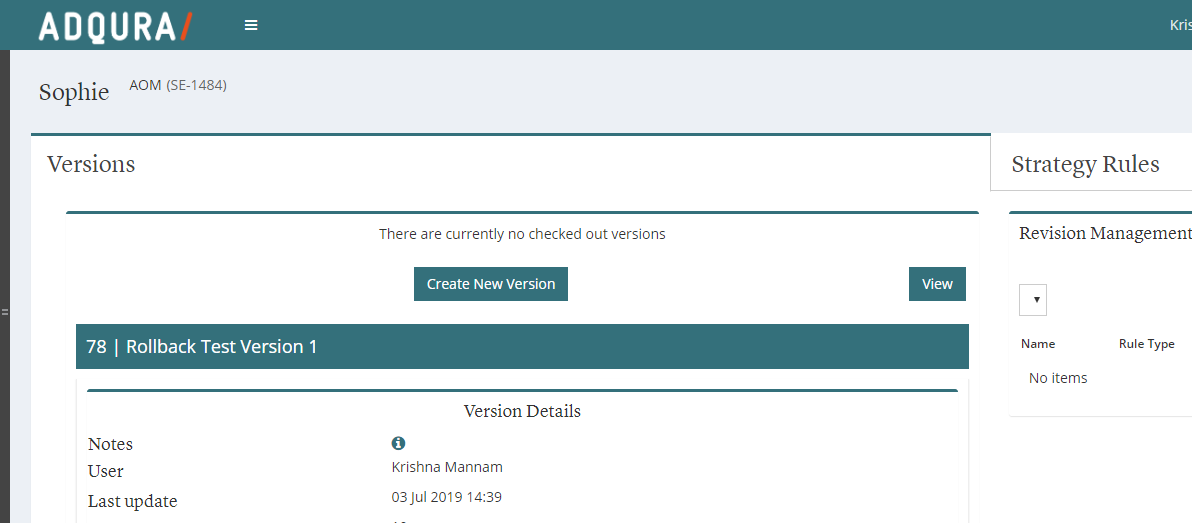 ADQURA/
Kris
Sophie AOM (SE-1484)
Versions
There are currently no checked out versions
Create New Version
View
78 | Rollback Test Version 1
Version Details
Notes
User Krishna Mannam
Last update 03 Jul 2019 14:39
Strategy Rules
Revision Management
Name Rule Type
No items